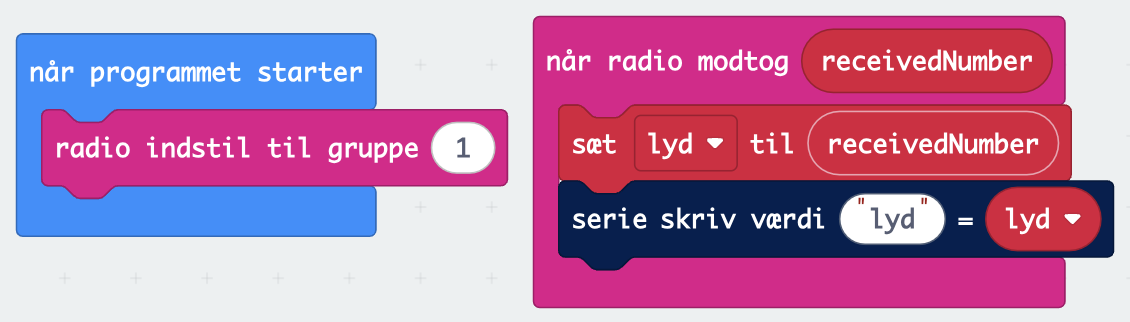 når programmet starter
radio indstil til gruppe 1
når radio modtog receivedNumber
sæt lyd til receivedNumber
serie skriv værdi "lyd" = lyd